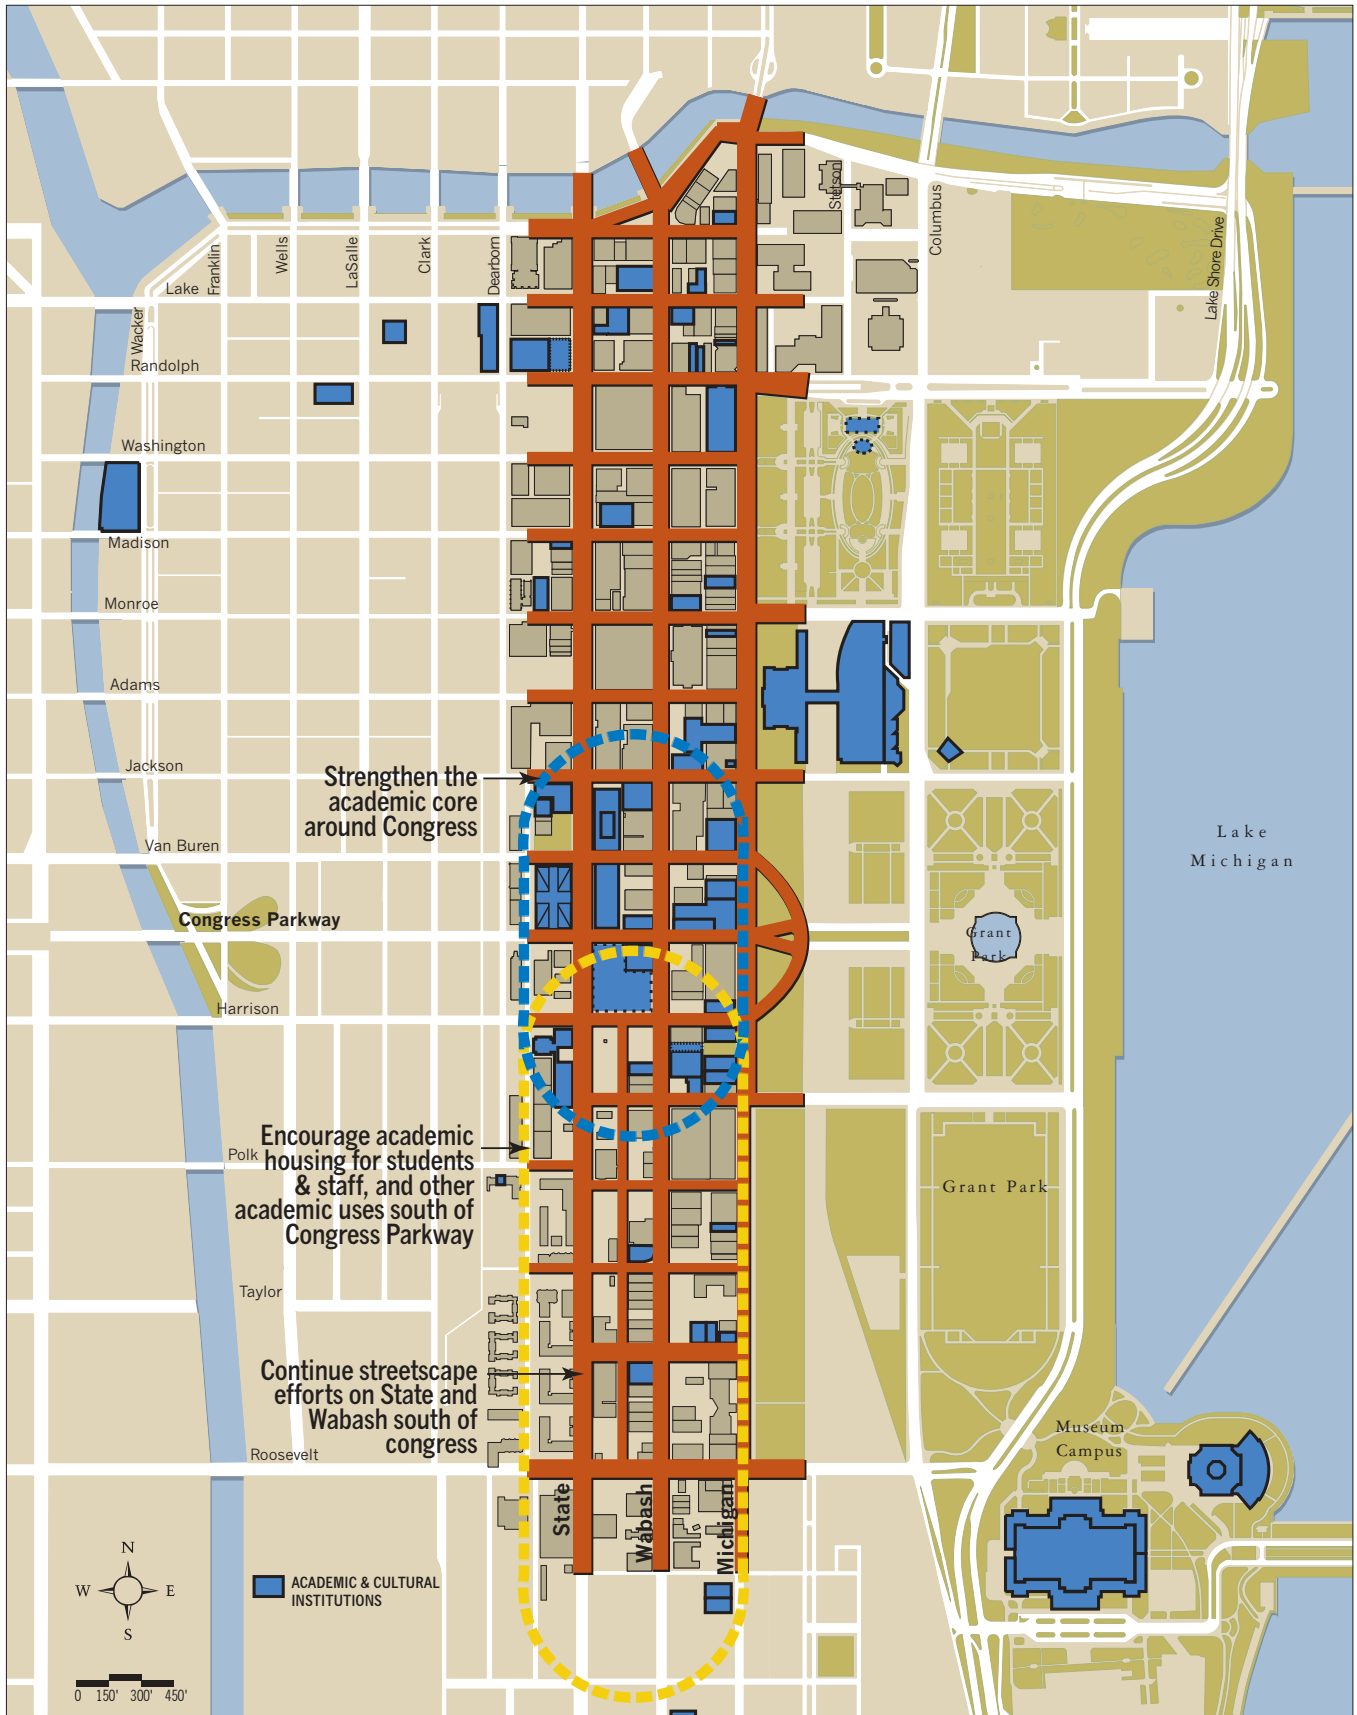 Stetson
Columbus
Lake Shore Drive
Franklin
Wells
LaSalle
Clark
Dearborn
Lake
Wacker
Randolph
Washington
Madison
Monroe
Adams
Jackson
Strengthen the
academic core
around Congress
Van Buren
Lake
Michigan
Congress Parkway
Grant
Park
Harrison
Encourage academic
housing for students
& staff, and other
academic uses south of
Congress Parkway
Polk
Grant Park
Taylor
Continue streetscape
efforts on State and
Wabash south of
congress
Roosevelt
Museum
Campus
State
Wabash
Michigan
N
W
E
S
ACADEMIC & CULTURAL
INSTITUTIONS
0 150' 300' 450'